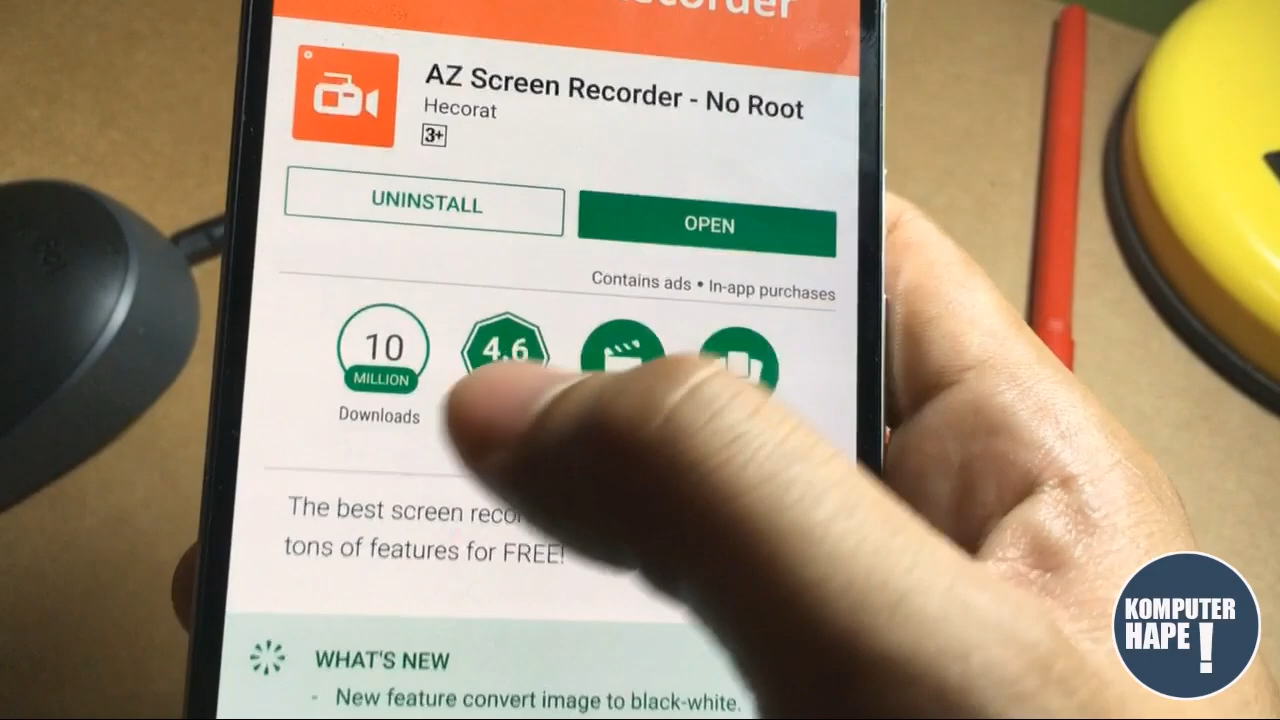 AZ Screen Recorder - No Root
Hecorat
3+
UNINSTALL
OPEN
Contains ads • In-app purchases
10
MILLION
Downloads
4.6
The best screen
tons of features for FREE!
WHAT'S NEW
- New feature convert image to black-white.
KOMPUTER
HAPE !